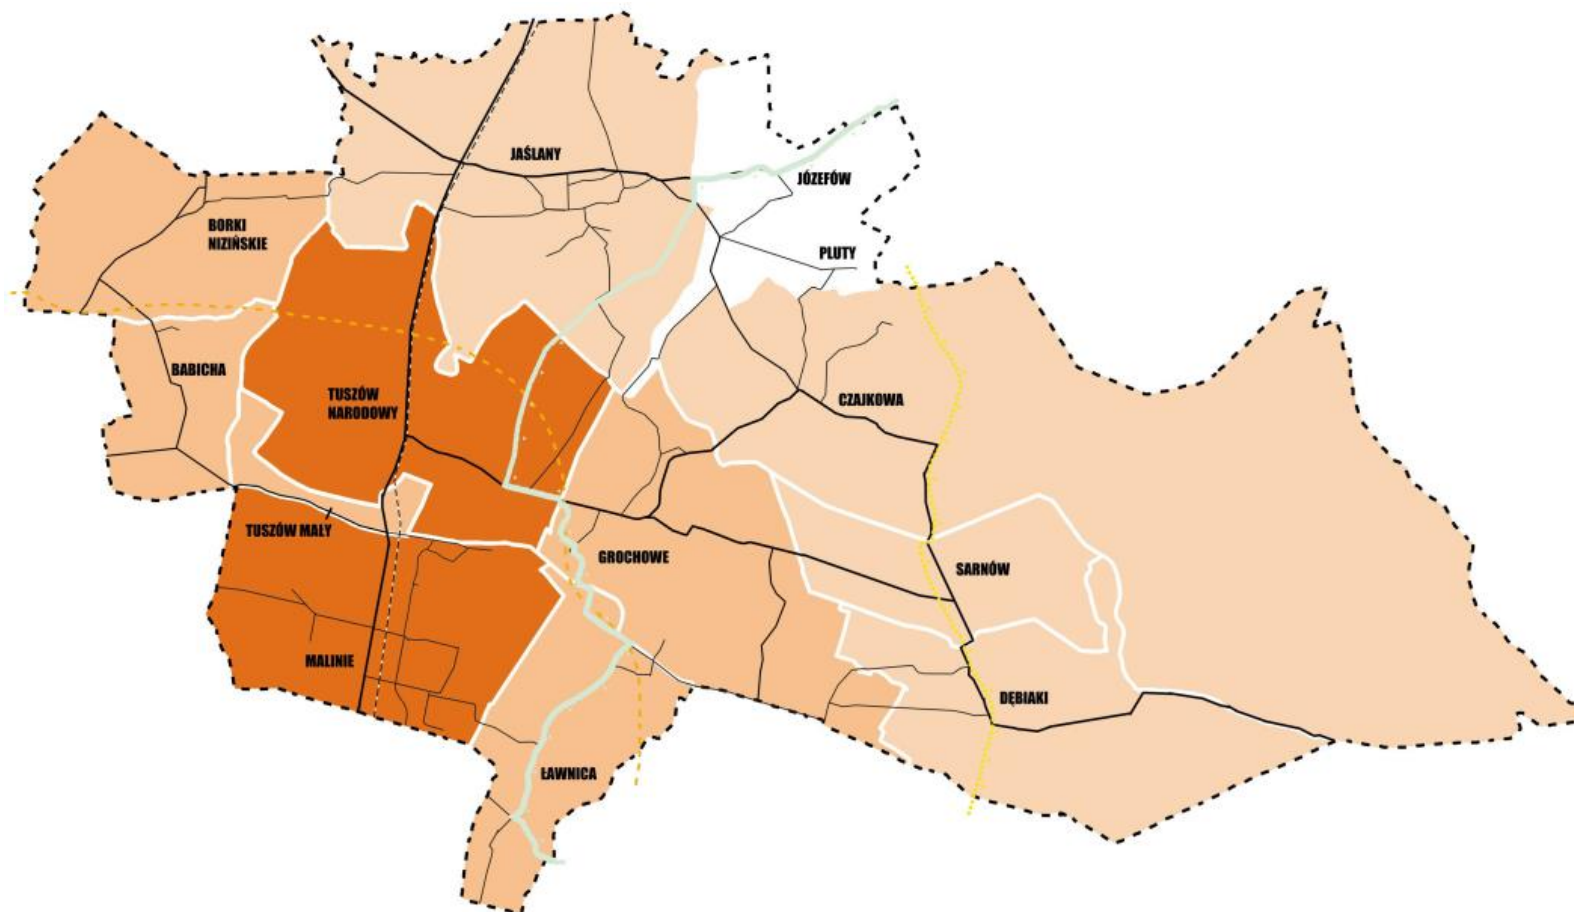 JAŚLANY
JÓZEFÓW
BORKI
NIZIŃSKIE
PLUTY
BABICHA
TUSZÓW
NARODOWY
CZAJKOWA
TUSZÓW MAŁY
GROCHOWE
SARNÓW
MALINIE
DĘBIAKI
ŁAWNICA